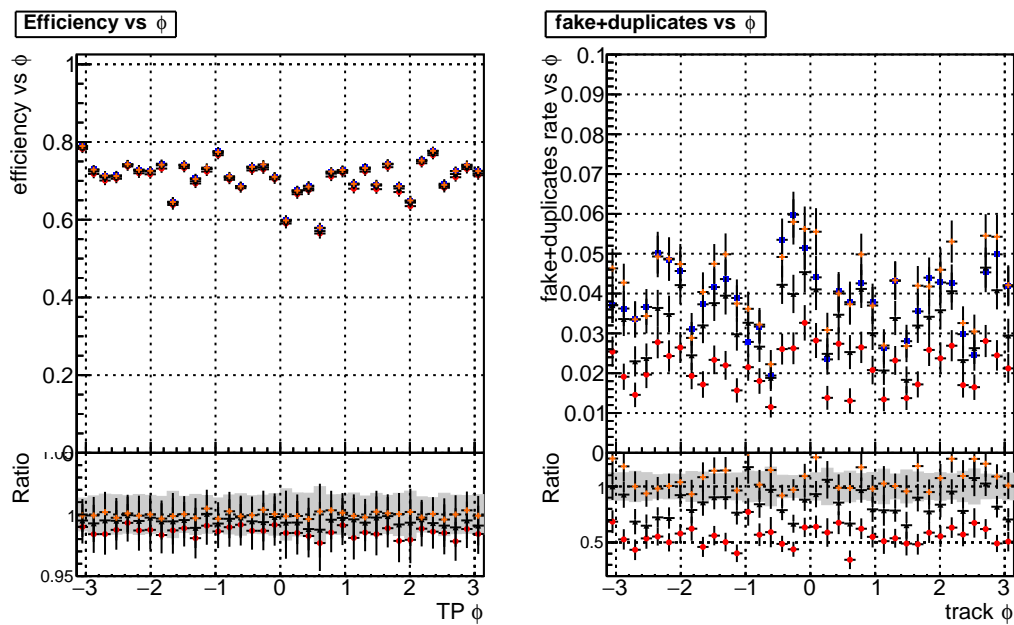 Efficiency vs ϕ
efficiency vs ϕ
1
0.8
0.6
0.4
0.2
0
Ratio
1
0.95
−3 −2 −1 0 1 2 3
TP ϕ
fake+duplicates vs ϕ
fake+duplicates rate vs ϕ
0.1
0.09
0.08
0.07
0.06
0.05
0.04
0.03
0.02
0.01
0
Ratio
1
0.5
−3 −2 −1 0 1 2 3
track ϕ